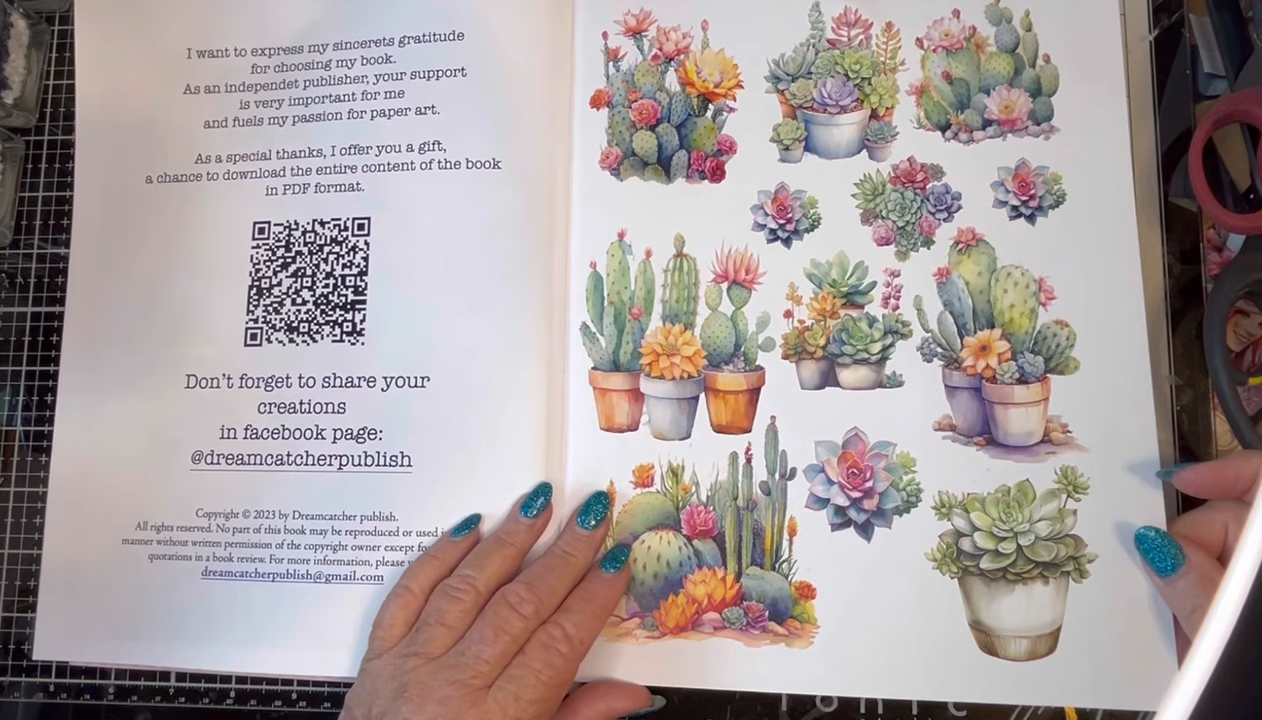 I want to express my sincerets gratitude
for choosing my book.
As an independet publisher, your support
is very important for me
and fuels my passion for paper art.
As a special thanks, I offer you a gift,
a chance to download the entire content of the book
in PDF format.
Don't forget to share your
creations
in facebook page:
@dreamcatcherpublish
Copyright © 2023 by Dreamcatcher publish.
All rights reserved. No part of this book may be reproduced or used
manner without written permission of the copyright owner except
quotations in a book review. For more information, please
dreamcatcherpublish@gmail.com